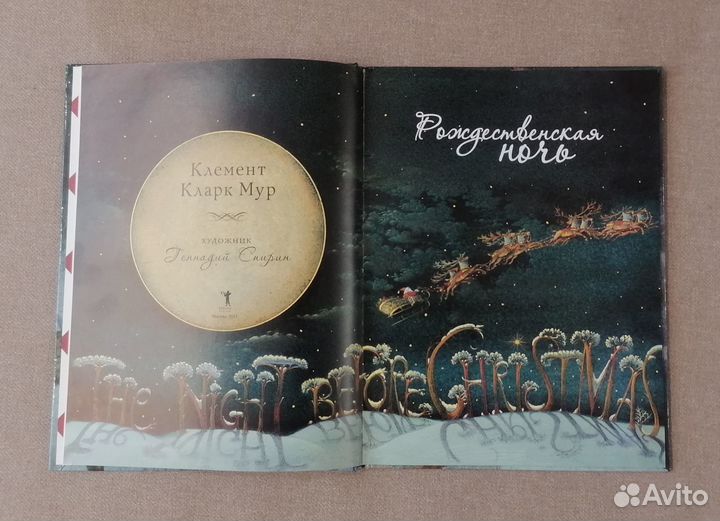 Клемент
Кларк Мур
художник
Геннадий Спирин
Рождественская
ночь
THE NIGHT BEFORE CHRISTMAS
Avito